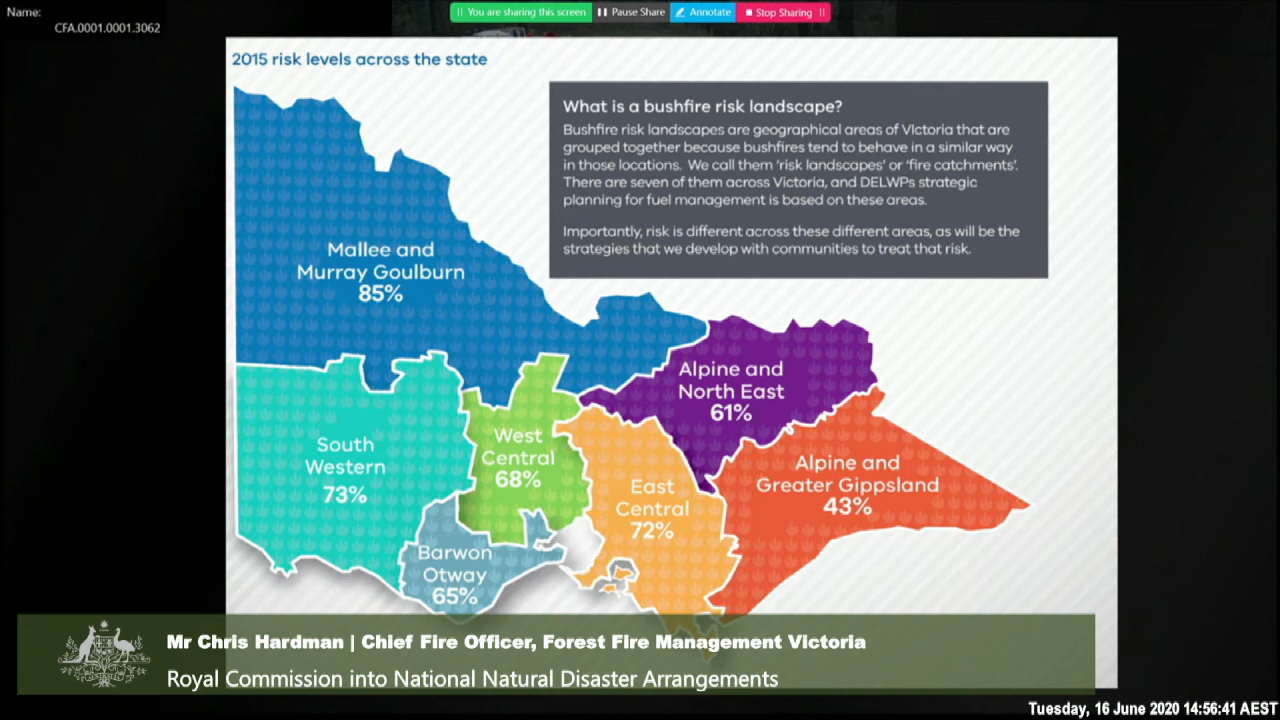 Name:
CFA.0001.0001.3062
You are sharing this screen
Pause Share
Annotate
Stop Sharing
2015 risk levels across the state
What is a bushfire risk landscape?
Bushfire risk landscapes are geographical areas of VIctoria that are
grouped together because bushfires tend to behave in a similar way
in those locations. We call them 'risk landscapes' or 'fire catchments'.
There are seven of them across Victoria, and DELWPs strategic
planning for fuel management is based on these areas.
Importantly, risk is different across these different areas, as will be the
strategies that we develop with communities to treat that risk.
Mallee and
Murray Goulburn
85%
Alpine and
North East
61%
South
Western
73%
West
Central
68%
East
Central
72%
Alpine and
Greater Gippsland
43%
Barwon
Otway
65%
Mr Chris Hardman | Chief Fire Officer, Forest Fire Management Victoria
Royal Commission into National Natural Disaster Arrangements
Tuesday, 16 June 2020 14:56:41 AEST